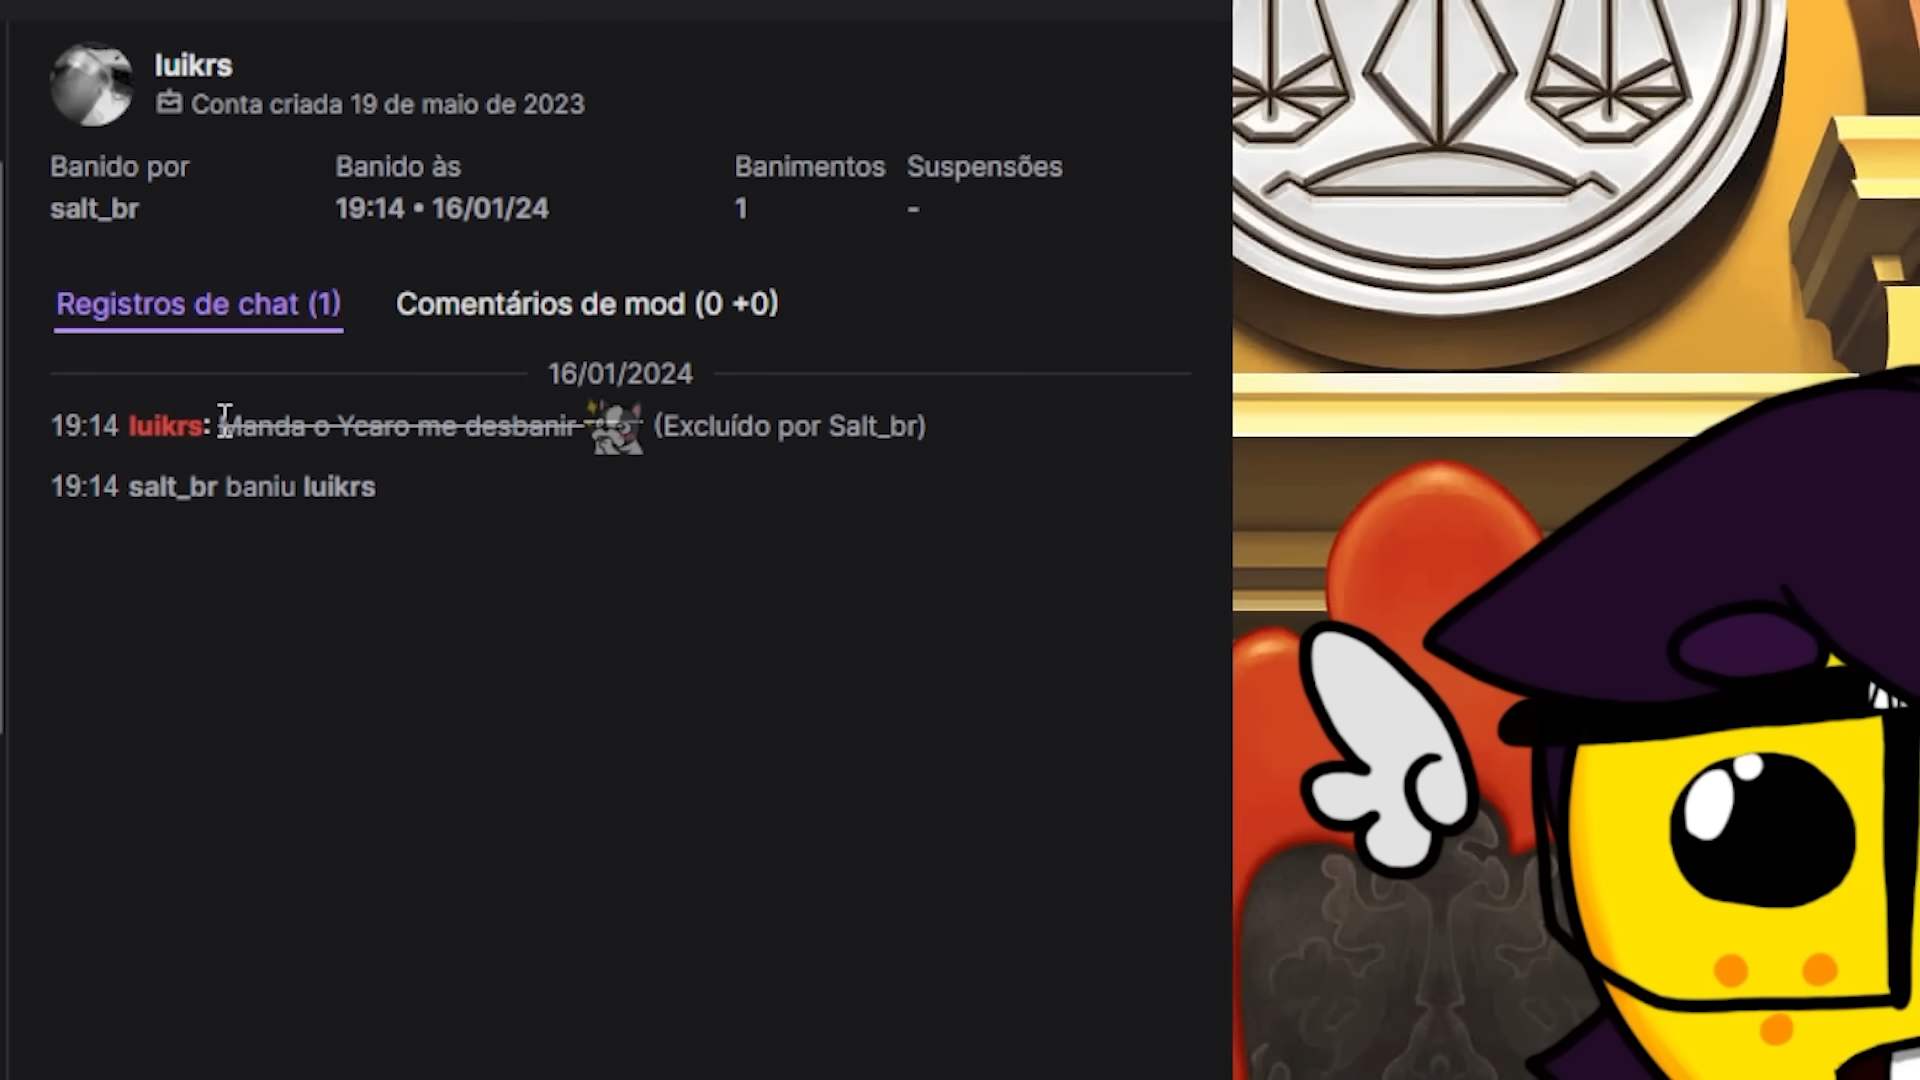 luikrs
Conta criada 19 de maio de 2023
Banido por Banido às Banimentos Suspensões
salt_br 19:14 • 16/01/24 1 -
Registros de chat (1) Comentários de mod (0 +0)
16/01/2024
19:14 luikrs: Manda o Ycaro me desbanir (Excluído por Salt_br)
19:14 salt_br baniu luikrs